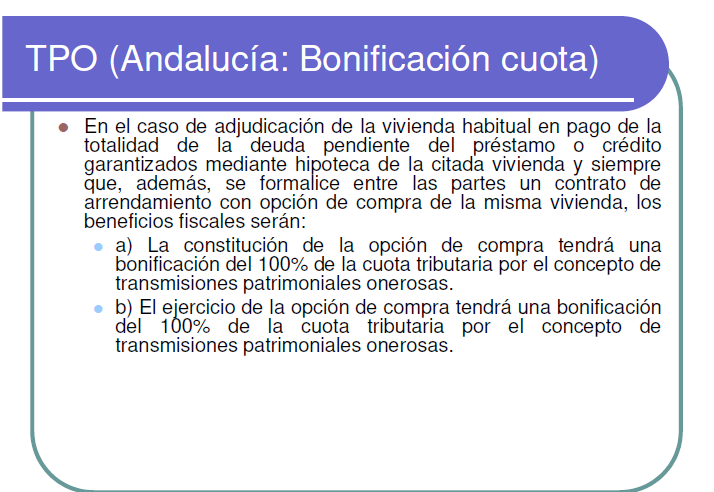 TPO (Andalucía: Bonificación cuota)
En el caso de adjudicación de la vivienda habitual en pago de la
totalidad de la deuda pendiente del préstamo o crédito
garantizados mediante hipoteca de la citada vivienda y siempre
que, además, se formalice entre las partes un contrato de
arrendamiento con opción de compra de la misma vivienda, los
beneficios fiscales serán:
a) La constitución de la opción de compra tendrá una
bonificación del 100% de la cuota tributaria por el concepto de
transmisiones patrimoniales onerosas.
b) El ejercicio de la opción de compra tendrá una bonificación
del 100% de la cuota tributaria por el concepto de
transmisiones patrimoniales onerosas.